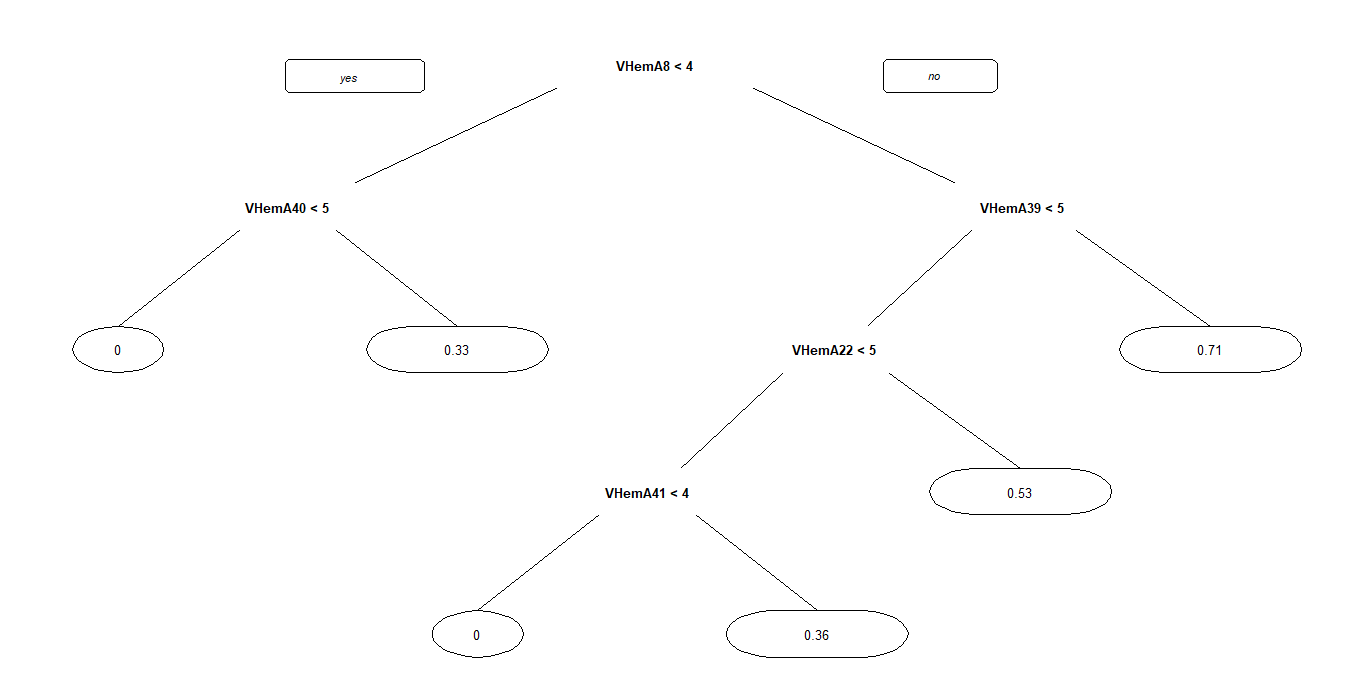 yes
VHemA8 < 4
no
VHemA40 < 5
VHemA39 < 5
0
0.33
VHemA22 < 5
0.71
VHemA41 < 4
0.53
0
0.36